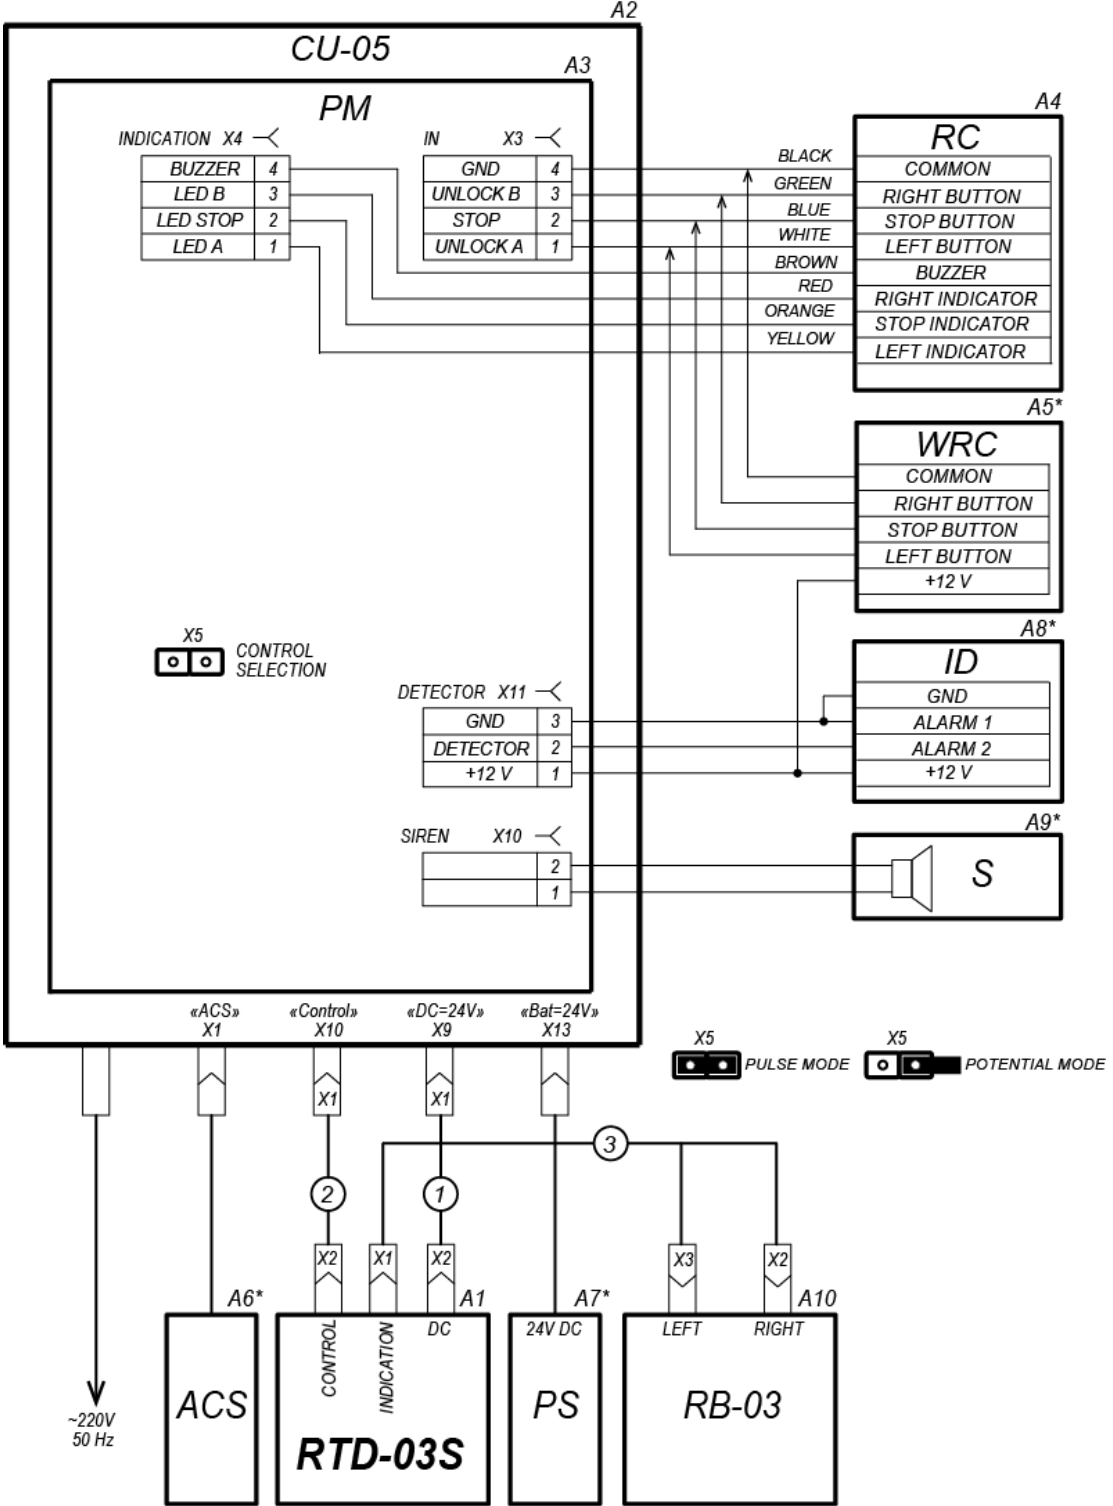 A2
CU-05
A3
PM
INDICATION X4
BUZZER 4
LED B 3
LED STOP 2
LED A 1
IN X3
GND 4
UNLOCK B 3
STOP 2
UNLOCK A 1
BLACK
GREEN
BLUE
WHITE
BROWN
RED
ORANGE
YELLOW
A4
RC
COMMON
RIGHT BUTTON
STOP BUTTON
LEFT BUTTON
BUZZER
RIGHT INDICATOR
STOP INDICATOR
LEFT INDICATOR
A5*
WRC
COMMON
RIGHT BUTTON
STOP BUTTON
LEFT BUTTON
+12 V
X5
CONTROL
SELECTION
DETECTOR X11
GND 3
DETECTOR 2
+12 V 1
A8*
ID
GND
ALARM 1
ALARM 2
+12 V
SIREN X10
2
1
A9*
S
«ACS»
X1
«Control»
X10
«DC=24V»
X9
«Bat=24V»
X13
X5
PULSE MODE
X5
POTENTIAL MODE
X1
X1
3
2
1
X2
X1
X2
X3
X2
~220V
50 Hz
A6*
ACS
A1
CONTROL
INDICATION
DC
RTD-03S
A7*
24V DC
PS
A10
LEFT
RIGHT
RB-03